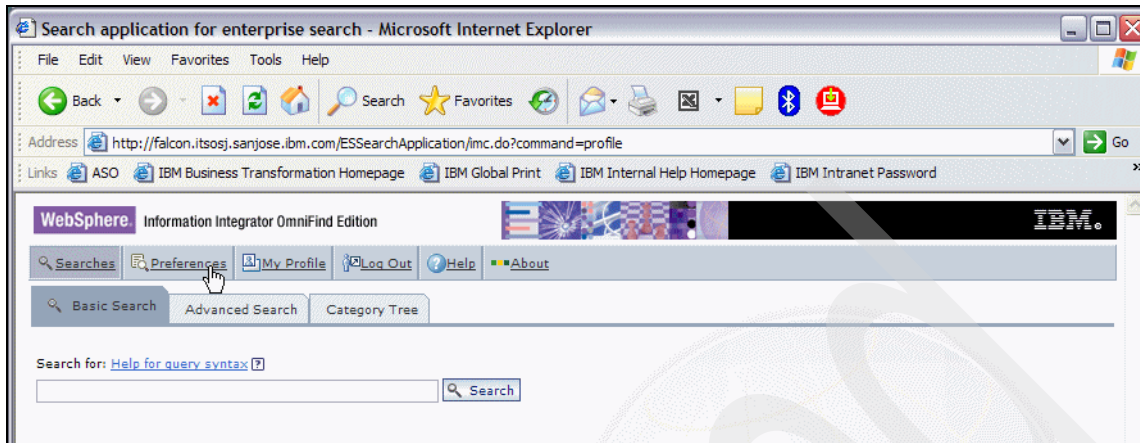 Search application for enterprise search - Microsoft Internet Explorer
File Edit View Favorites Tools Help
Back Search Favorites
Address http://falcon.itsosj.sanjose.ibm.com/ESSearchApplication/imc.do?command=profile Go
Links ASO IBM Business Transformation Homepage IBM Global Print IBM Internal Help Homepage IBM Intranet Password »
WebSphere. Information Integrator OmniFind Edition IBM.
Searches Preferences My Profile Log Out Help About
Basic Search Advanced Search Category Tree
Search for: Help for query syntax ?
Search